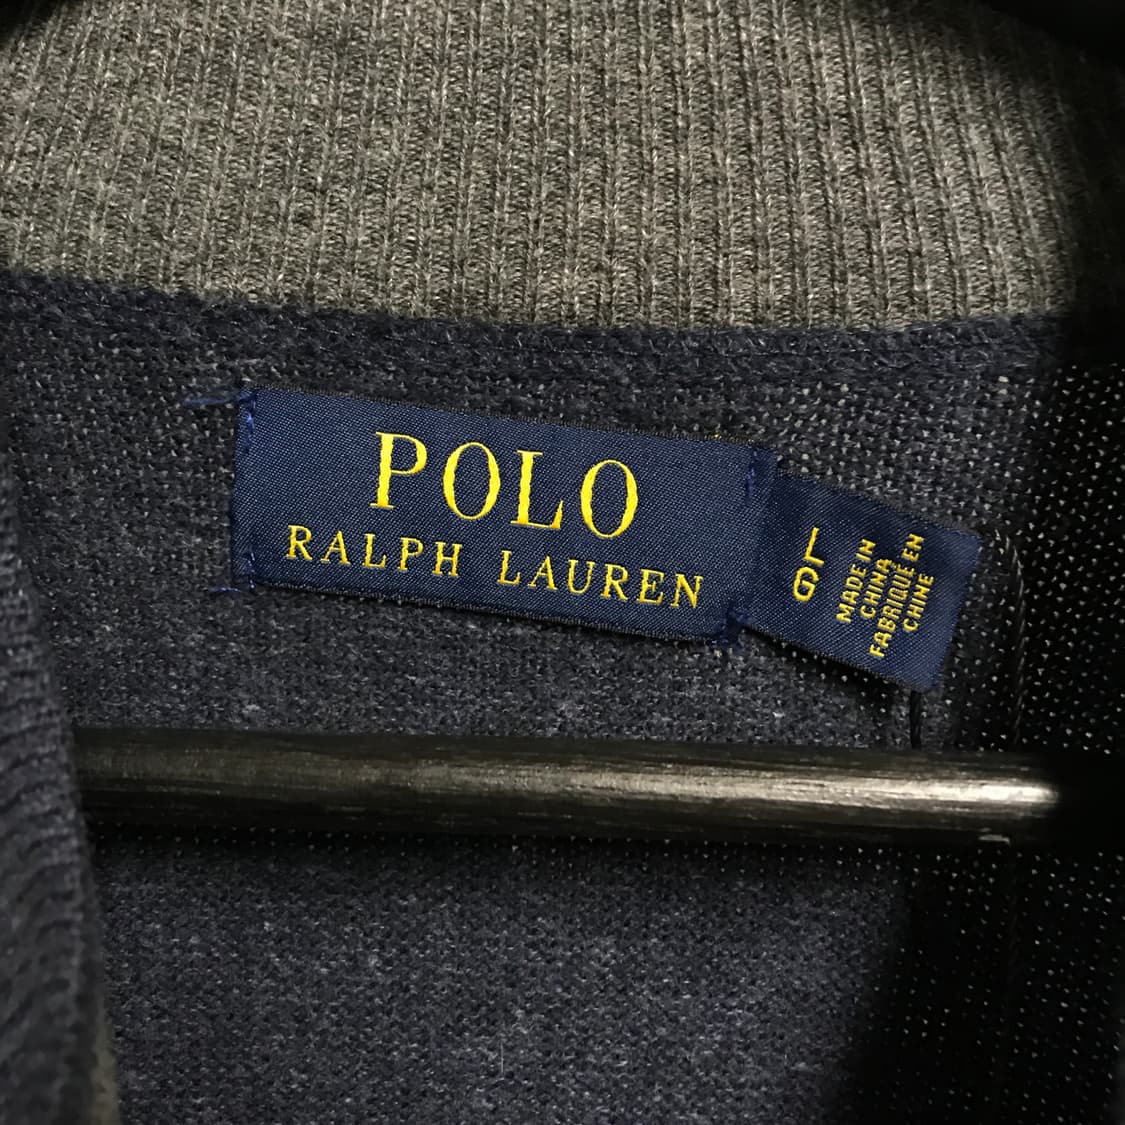 POLO
RALPH LAUREN
L
G
MADE IN
CHINA
FABRIQUÉ EN
CHINE